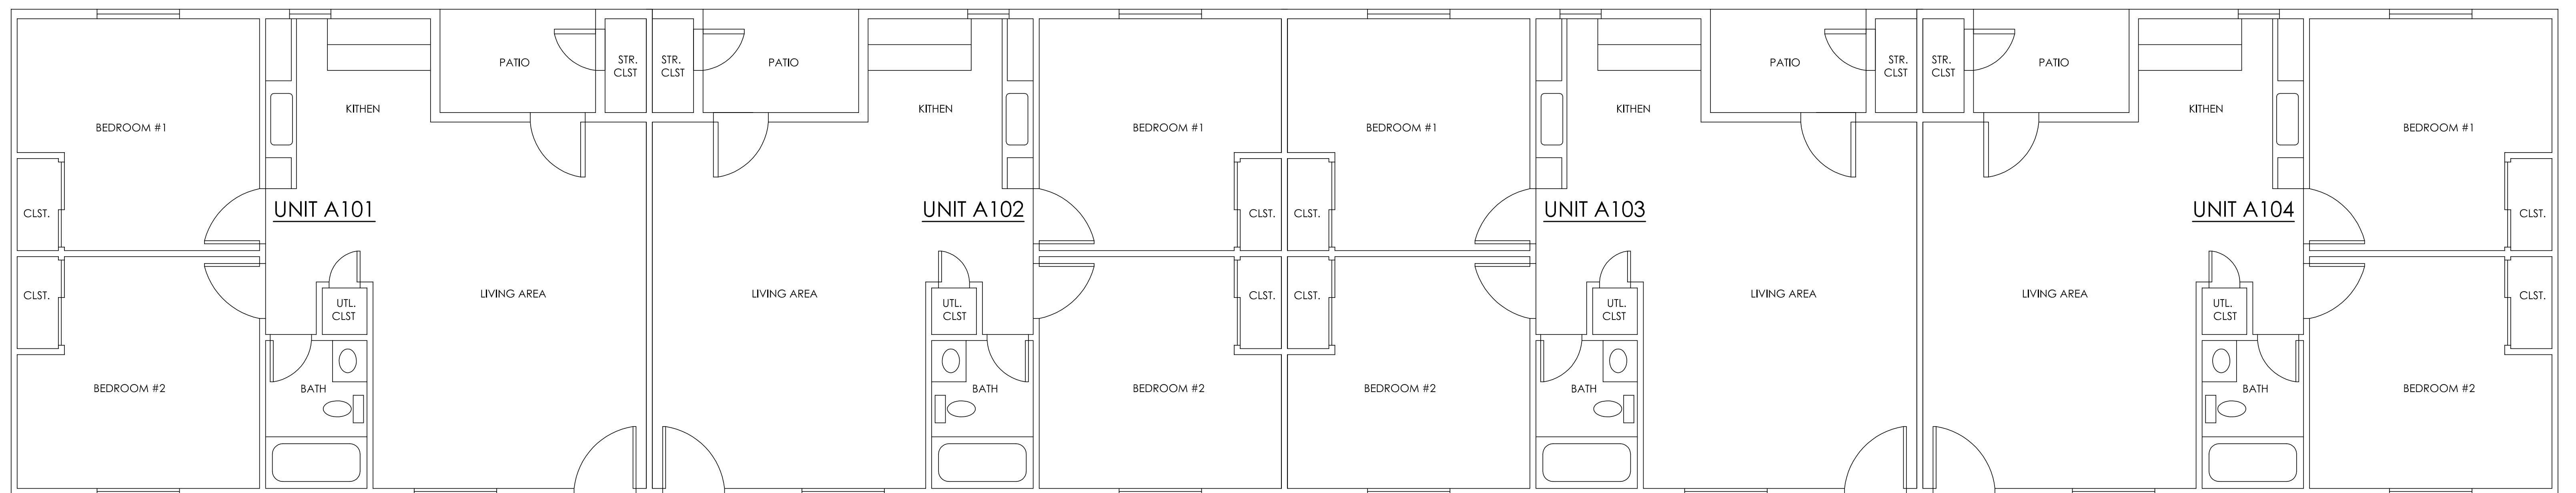 PATIO
STR.
CLST
STR.
CLST
PATIO
PATIO
STR.
CLST
STR.
CLST
PATIO
KITHEN
KITHEN
KITHEN
KITHEN
BEDROOM #1
BEDROOM #1
BEDROOM #1
BEDROOM #1
CLST.
UNIT A101
UNIT A102
CLST.
CLST.
UNIT A103
UNIT A104
CLST.
CLST.
UTL.
CLST
LIVING AREA
LIVING AREA
UTL.
CLST
CLST.
CLST.
UTL.
CLST
LIVING AREA
LIVING AREA
UTL.
CLST
CLST.
BEDROOM #2
BATH
BATH
BEDROOM #2
BEDROOM #2
BATH
BATH
BEDROOM #2